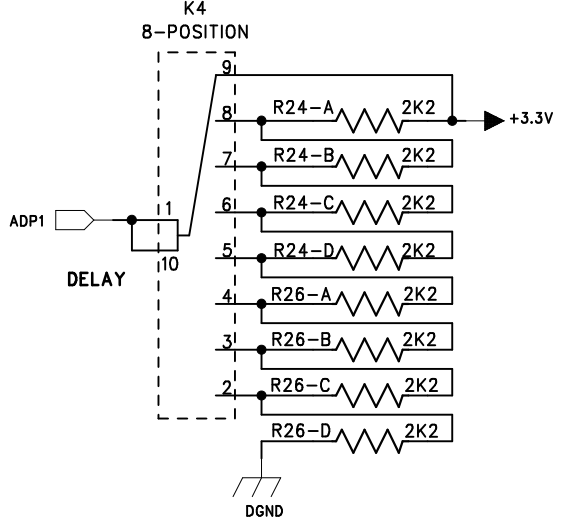 K4
8-POSITION
9
8 R24-A 2K2 +3.3V
7 R24-B 2K2
6 R24-C 2K2
ADP1 1
5 R24-D 2K2
10
DELAY
4 R26-A 2K2
3 R26-B 2K2
2 R26-C 2K2
R26-D 2K2
DGND